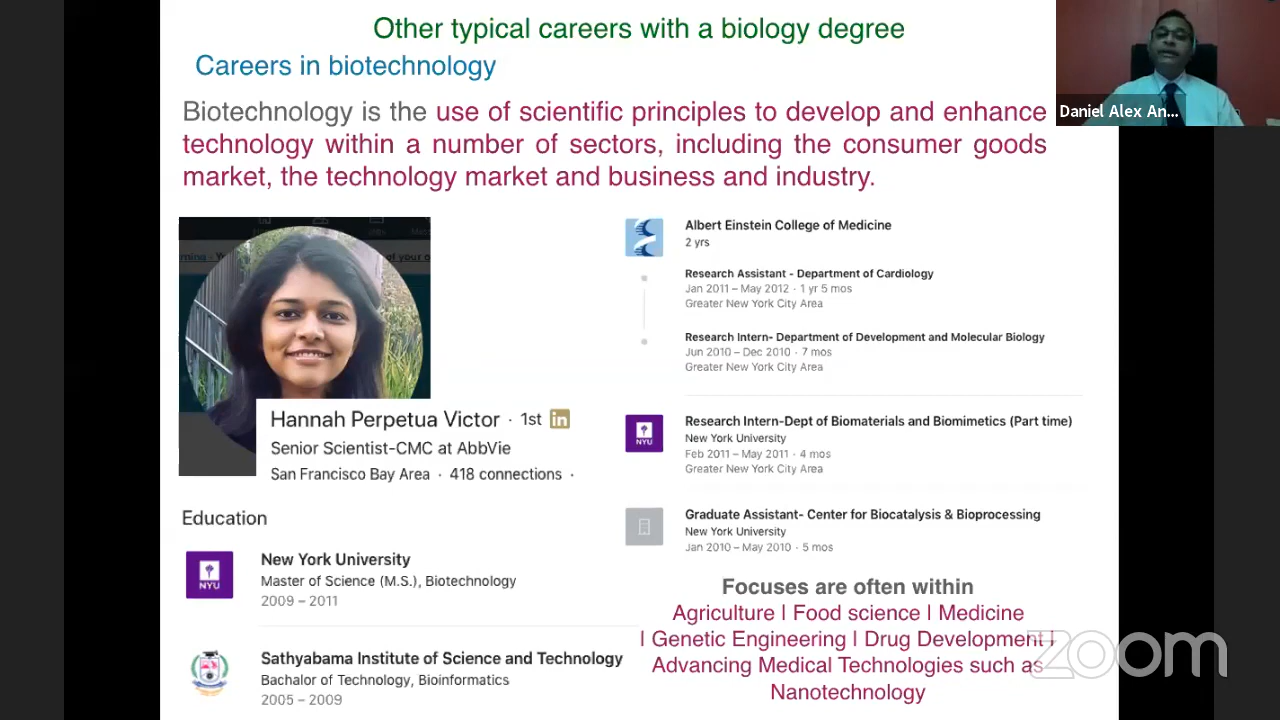 Other typical careers with a biology degree
Careers in biotechnology
Daniel Alex An...
Biotechnology is the use of scientific principles to develop and enhance
technology within a number of sectors, including the consumer goods
market, the technology market and business and industry.
of your o
Hannah Perpetua Victor · 1st in
Senior Scientist-CMC at AbbVie
San Francisco Bay Area · 418 connections ·
Education
NYU
New York University
Master of Science (M.S.), Biotechnology
2009 – 2011
Sathyabama Institute of Science and Technology
Bachalor of Technology, Bioinformatics
2005 – 2009
Albert Einstein College of Medicine
2 yrs
Research Assistant - Department of Cardiology
Jan 2011 – May 2012 · 1 yr 5 mos
Greater New York City Area
Research Intern- Department of Development and Molecular Biology
Jun 2010 – Dec 2010 · 7 mos
Greater New York City Area
NYU
Research Intern-Dept of Biomaterials and Biomimetics (Part time)
New York University
Feb 2011 – May 2011 · 4 mos
Greater New York City Area
Graduate Assistant- Center for Biocatalysis & Bioprocessing
New York University
Jan 2010 – May 2010 · 5 mos
Focuses are often within
Agriculture | Food science | Medicine
| Genetic Engineering | Drug Development |
Advancing Medical Technologies such as
Nanotechnology
zoom